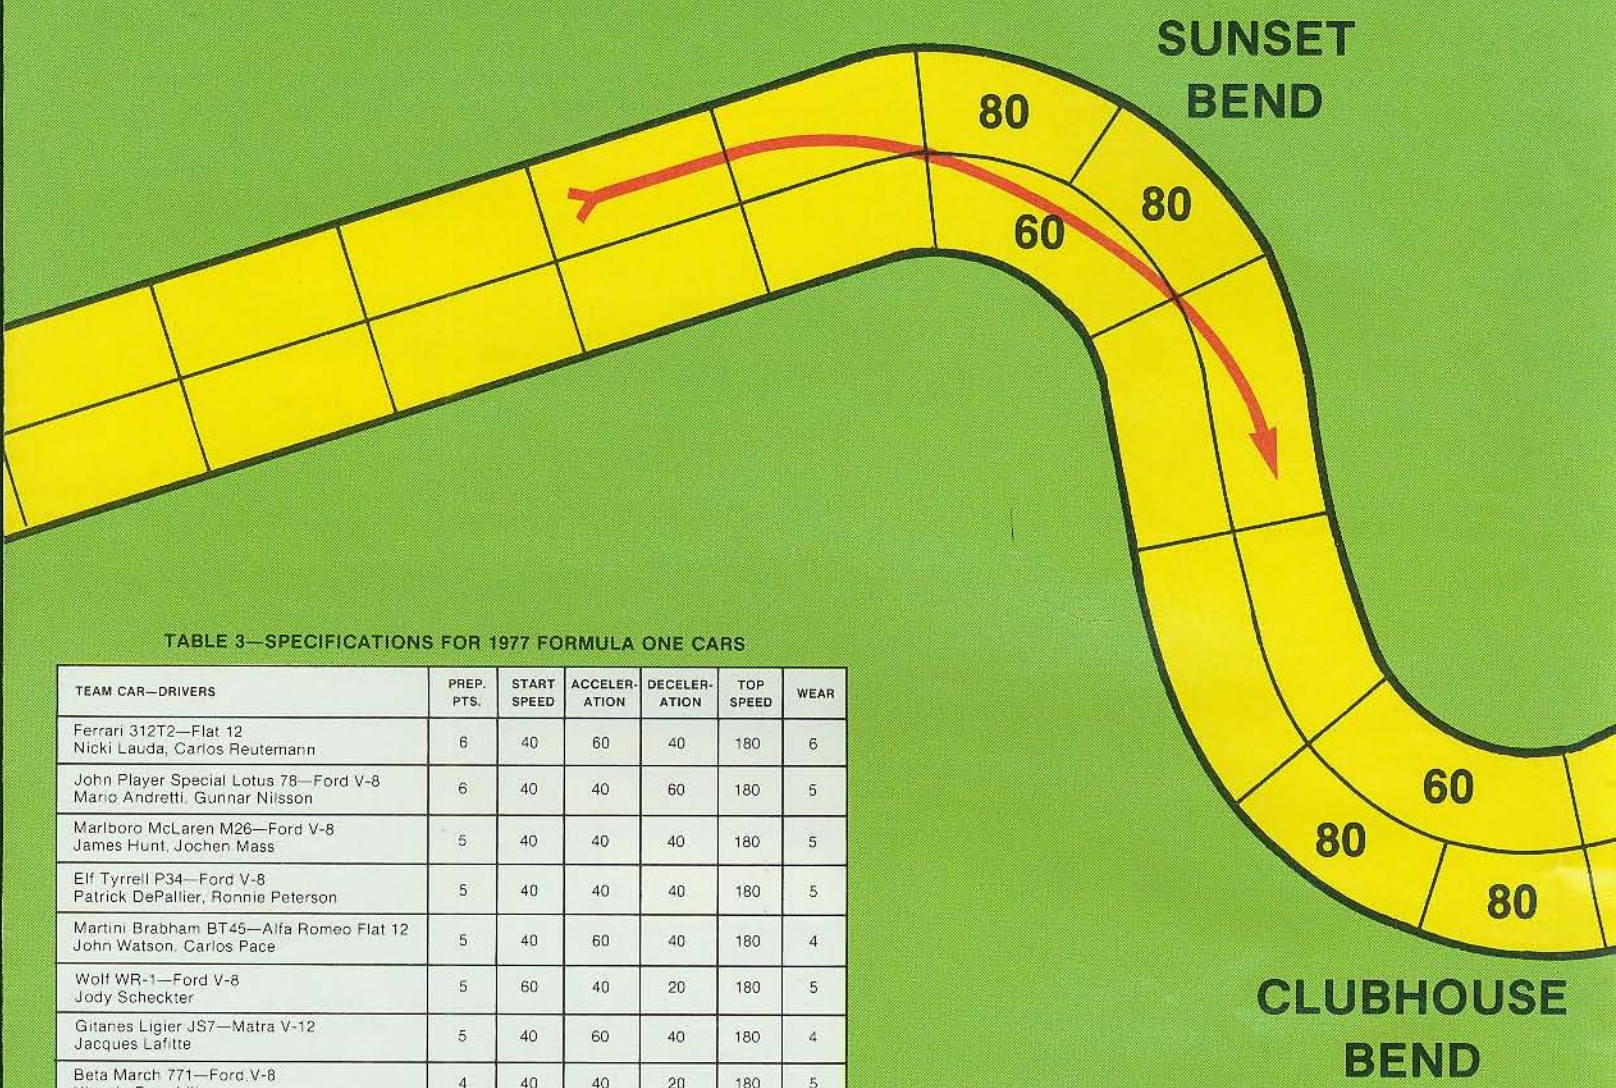 SUNSET
BEND
80
80
60
TABLE 3—SPECIFICATIONS FOR 1977 FORMULA ONE CARS
TEAM CAR—DRIVERS PREP. PTS. START SPEED ACCELER-ATION DECELER-ATION TOP SPEED WEAR
Ferrari 312T2—Flat 12
Nicki Lauda, Carlos Reutemann 6 40 60 40 180 6
John Player Special Lotus 78—Ford V-8
Mario Andretti, Gunnar Nilsson 6 40 40 60 180 5
Marlboro McLaren M26—Ford V-8
James Hunt, Jochen Mass 5 40 40 40 180 5
Elf Tyrrell P34—Ford V-8
Patrick DePallier, Ronnie Peterson 5 40 40 40 180 5
Martini Brabham BT45—Alfa Romeo Flat 12
John Watson, Carlos Pace 5 40 60 40 180 4
Wolf WR-1—Ford V-8
Jody Scheckter 5 60 40 20 180 5
Gitanes Ligier JS7—Matra V-12
Jacques Lafitte 5 40 60 40 180 4
Beta March 771—Ford V-8
4 40 40 20 180 5
60
80
80
CLUBHOUSE
BEND